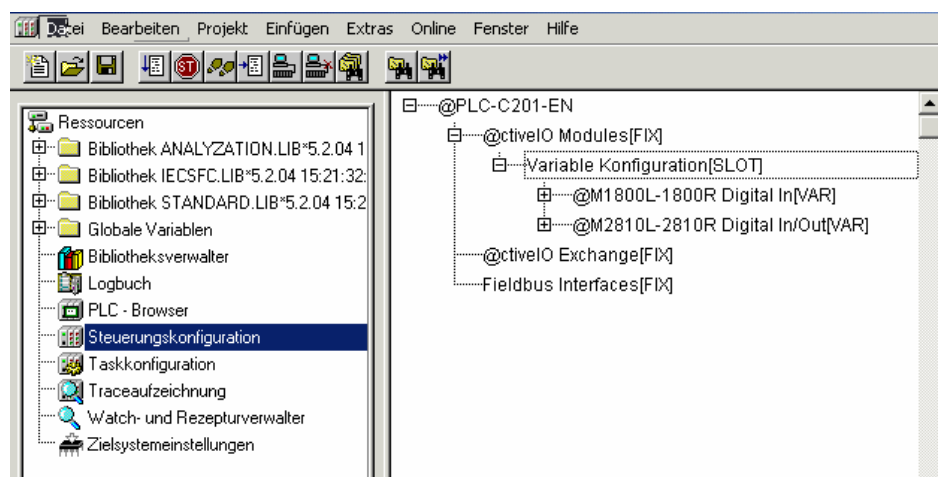 Datei Bearbeiten Projekt Einfügen Extras Online Fenster Hilfe
ST
Ressourcen
Bibliothek ANALYZATION.LIB*5.2.04 1
Bibliothek IECSFC.LIB*5.2.04 15:21:32:
Bibliothek STANDARD.LIB*5.2.04 15:2
Globale Variablen
Bibliotheksverwalter
Logbuch
PLC - Browser
Steuerungskonfiguration
Taskkonfiguration
Traceaufzeichnung
Watch- und Rezepturverwalter
Zielsystemeinstellungen
@PLC-C201-EN
@ctiveIO Modules[FIX]
Variable Konfiguration[SLOT]
@M1800L-1800R Digital In[VAR]
@M2810L-2810R Digital In/Out[VAR]
@ctiveIO Exchange[FIX]
Fieldbus Interfaces[FIX]